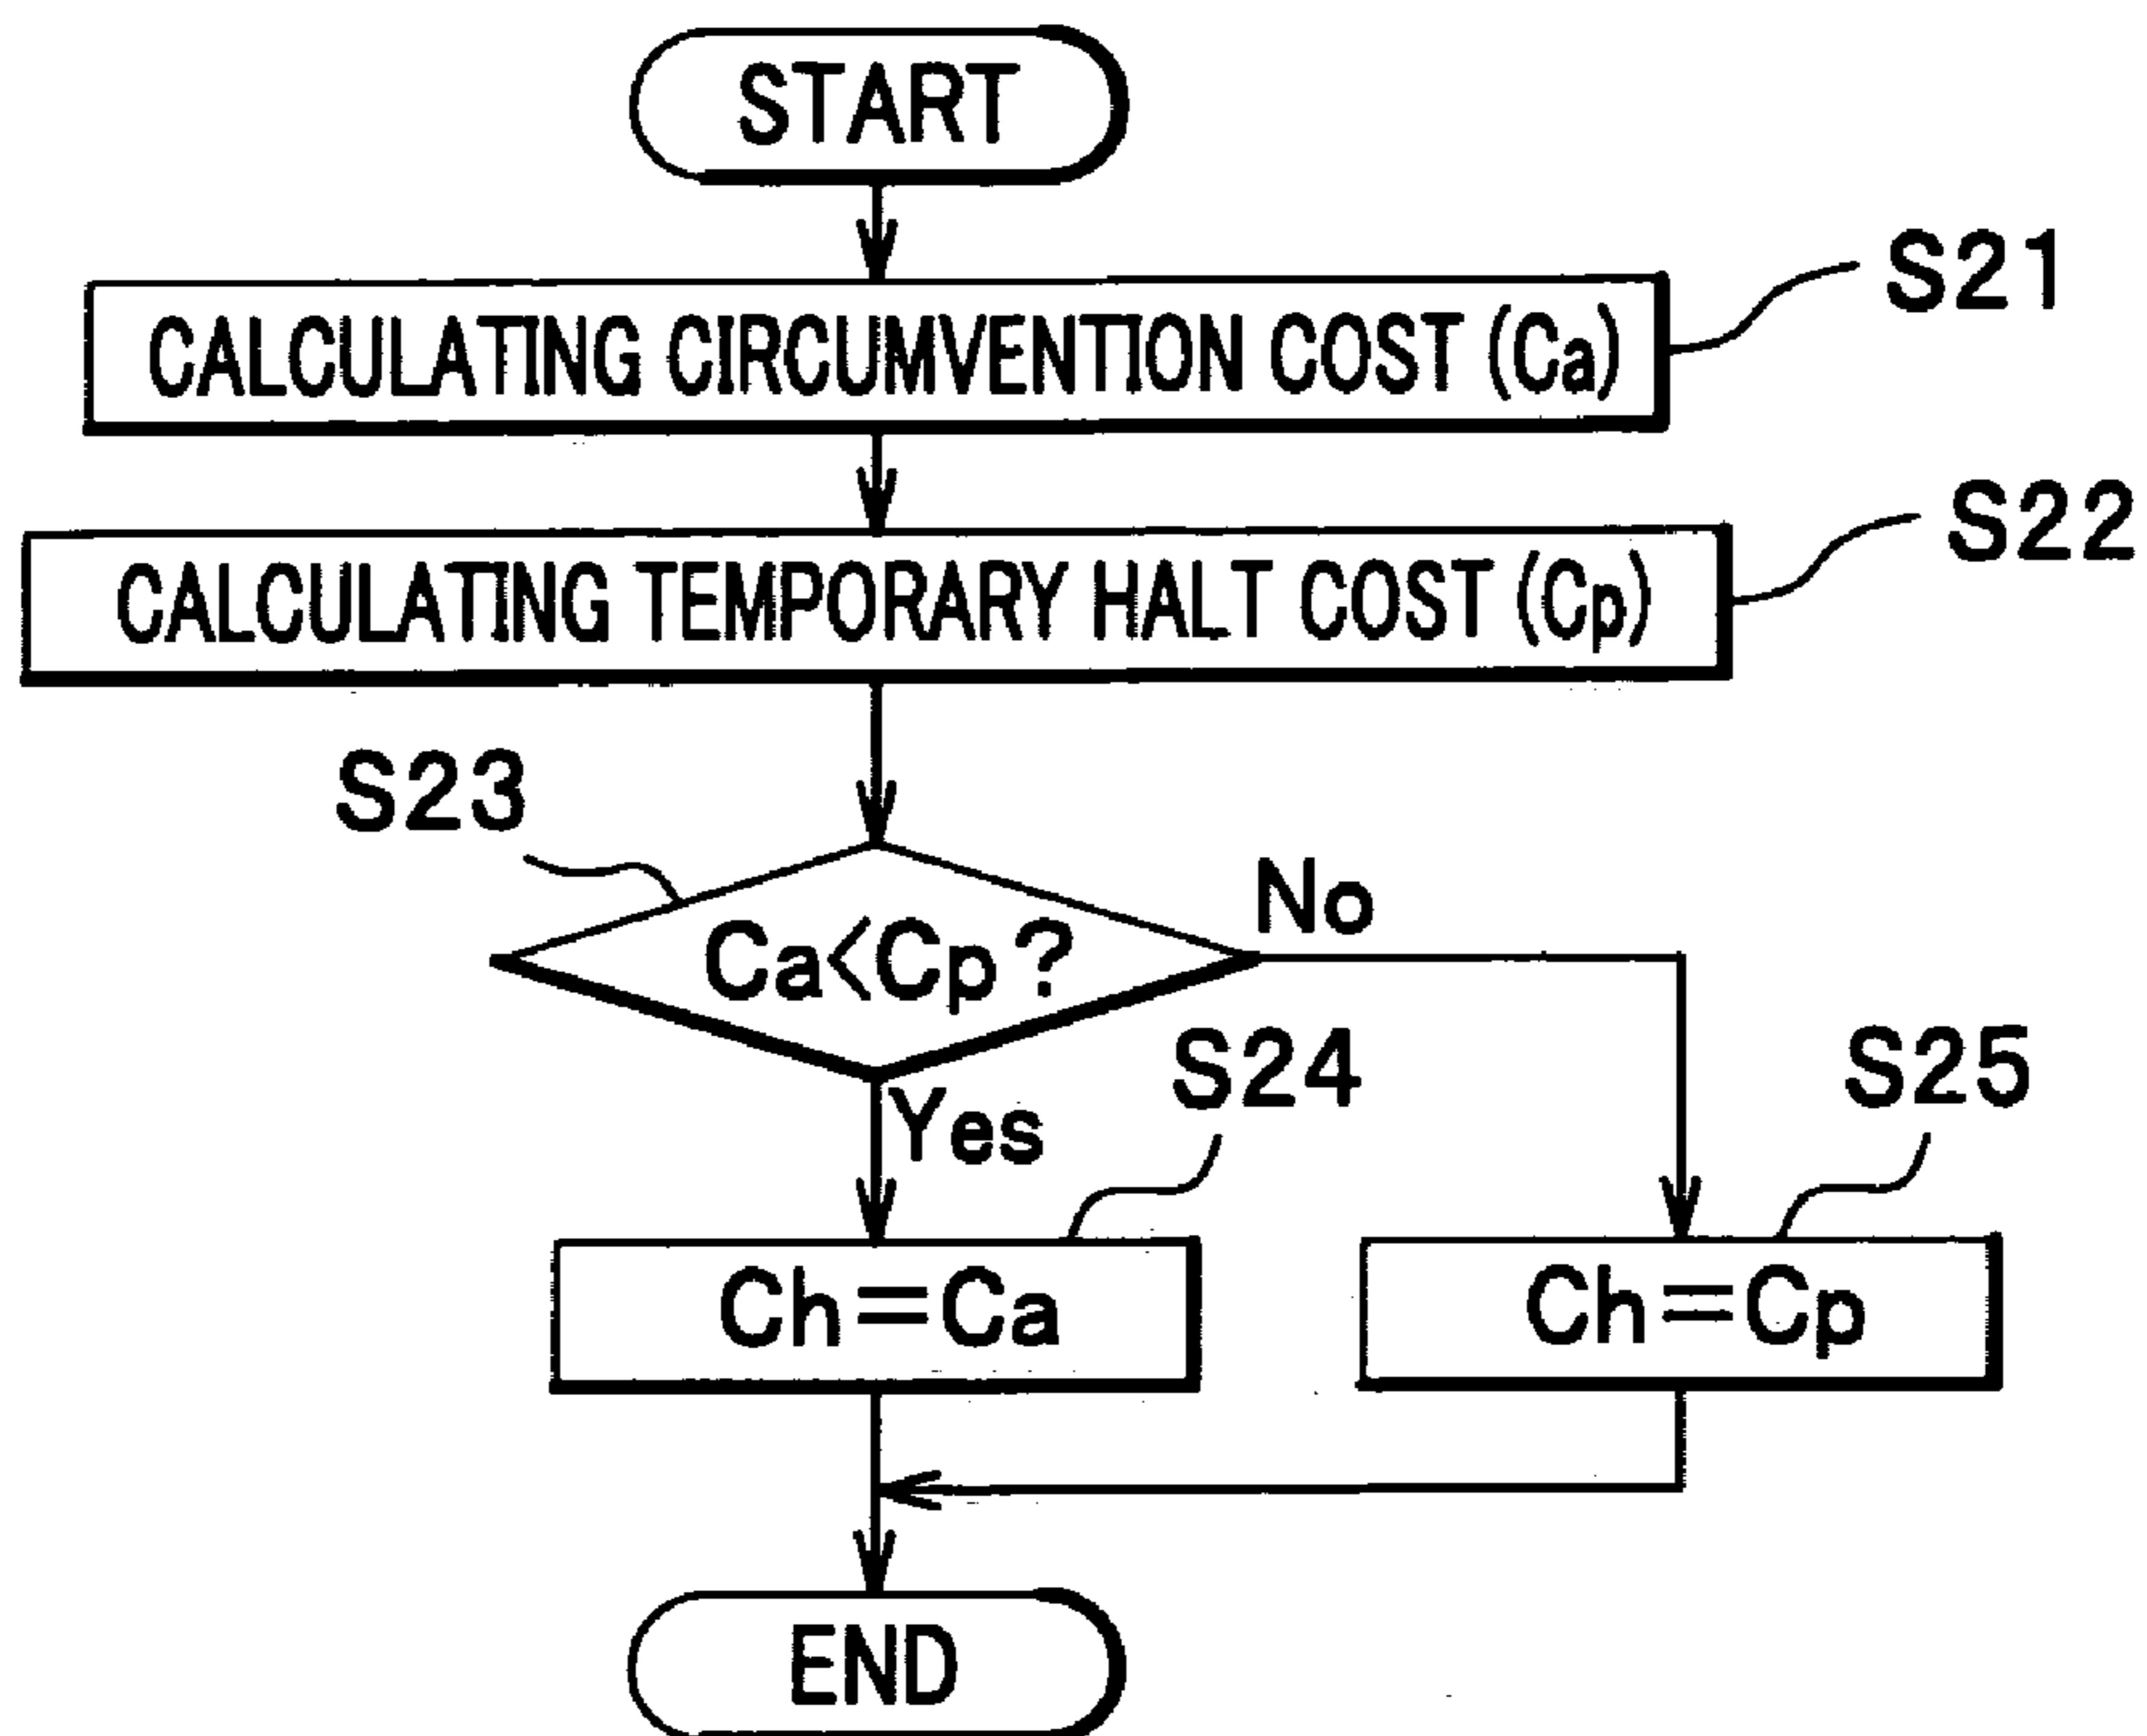 START
S21
CALCULATING CIRCUMVENTION COST (Ca)
S22
CALCULATING TEMPORARY HALT COST (Cp)
S23
No
Ca<Cp?
S24
S25
Yes
Ch=Ca
Ch=Cp
END